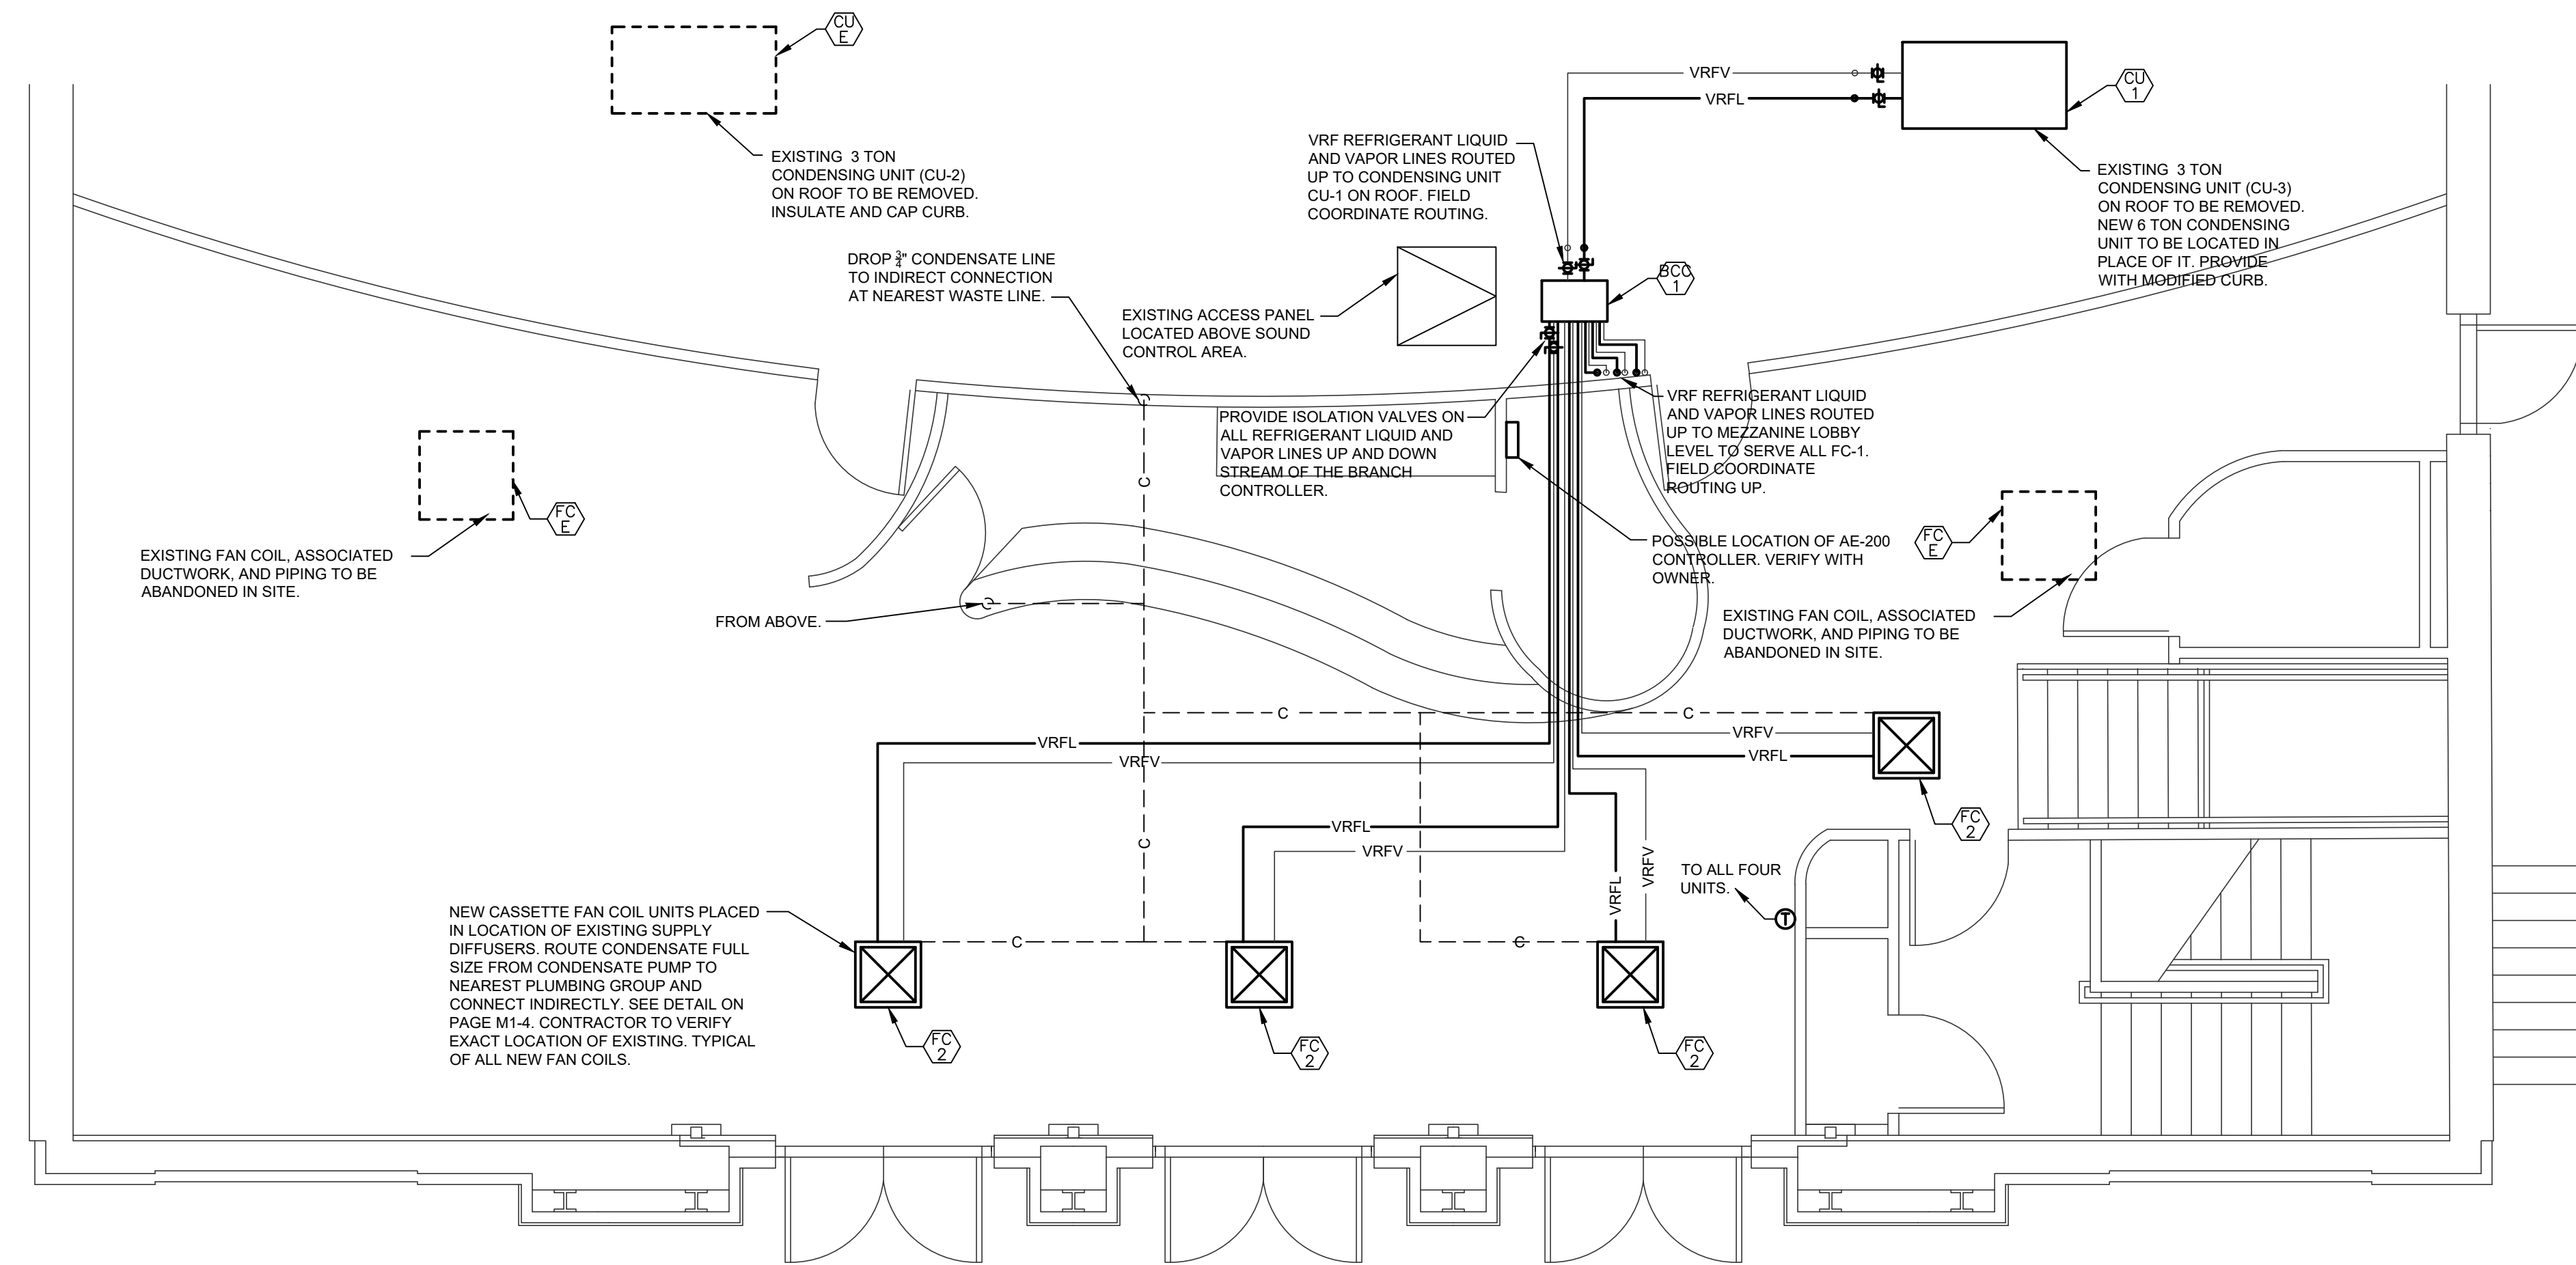 CU
E
EXISTING 3 TON
CONDENSING UNIT (CU-2)
ON ROOF TO BE REMOVED.
INSULATE AND CAP CURB.
VRFV
VRFL
CU
1
VRF REFRIGERANT LIQUID
AND VAPOR LINES ROUTED
UP TO CONDENSING UNIT
CU-1 ON ROOF. FIELD
COORDINATE ROUTING.
EXISTING 3 TON
CONDENSING UNIT (CU-3)
ON ROOF TO BE REMOVED.
NEW 6 TON CONDENSING
UNIT TO BE LOCATED IN
PLACE OF IT. PROVIDE
WITH MODIFIED CURB.
DROP 3/4" CONDENSATE LINE
TO INDIRECT CONNECTION
AT NEAREST WASTE LINE.
BCC
1
EXISTING ACCESS PANEL
LOCATED ABOVE SOUND
CONTROL AREA.
PROVIDE ISOLATION VALVES ON
ALL REFRIGERANT LIQUID AND
VAPOR LINES UP AND DOWN
STREAM OF THE BRANCH
CONTROLLER.
VRF REFRIGERANT LIQUID
AND VAPOR LINES ROUTED
UP TO MEZZANINE LOBBY
LEVEL TO SERVE ALL FC-1.
FIELD COORDINATE
ROUTING UP.
C
FC
E
EXISTING FAN COIL, ASSOCIATED
DUCTWORK, AND PIPING TO BE
ABANDONED IN SITE.
POSSIBLE LOCATION OF AE-200
CONTROLLER. VERIFY WITH
OWNER.
FC
E
EXISTING FAN COIL, ASSOCIATED
DUCTWORK, AND PIPING TO BE
ABANDONED IN SITE.
FROM ABOVE.
C
C
VRFL
VRFV
VRFV
VRFL
FC
2
C
VRFL
VRFV
VRFL
VRFV
TO ALL FOUR
UNITS.
T
NEW CASSETTE FAN COIL UNITS PLACED
IN LOCATION OF EXISTING SUPPLY
DIFFUSERS. ROUTE CONDENSATE FULL
SIZE FROM CONDENSATE PUMP TO
NEAREST PLUMBING GROUP AND
CONNECT INDIRECTLY. SEE DETAIL ON
PAGE M1-4. CONTRACTOR TO VERIFY
EXACT LOCATION OF EXISTING. TYPICAL
OF ALL NEW FAN COILS.
C
C
FC
2
FC
2
FC
2